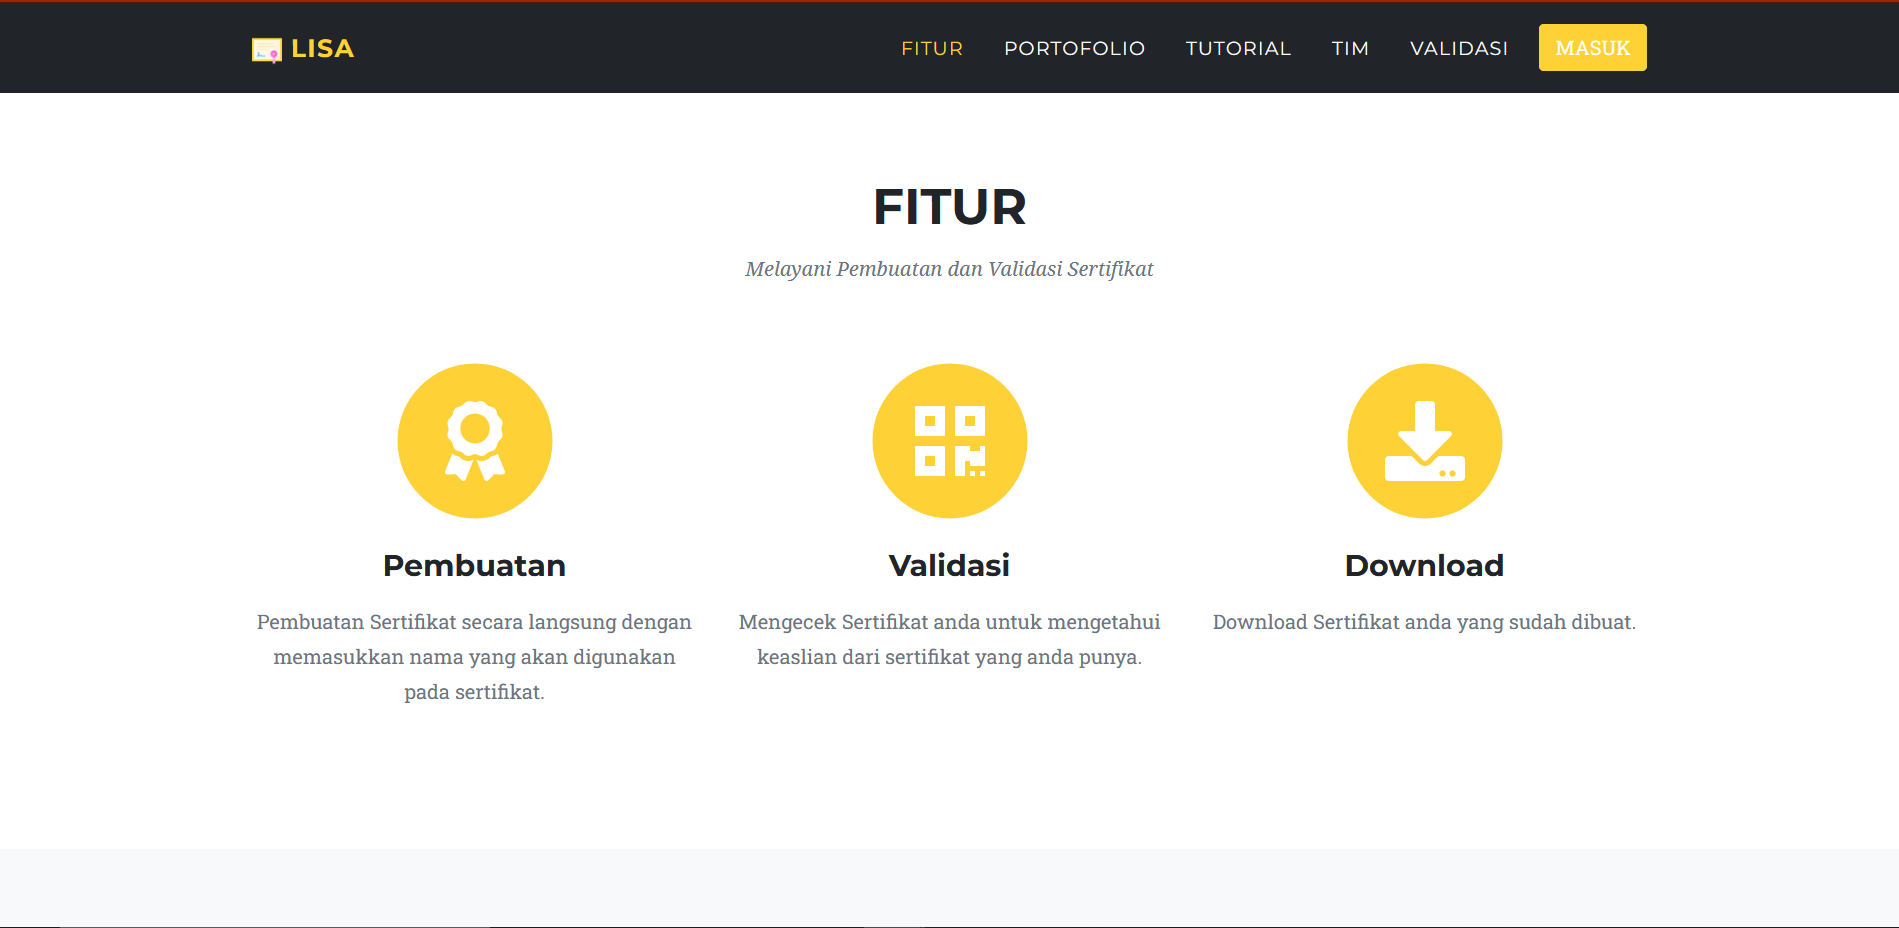 LISA
FITUR
PORTOFOLIO
TUTORIAL
TIM
VALIDASI
MASUK
FITUR
Melayani Pembuatan dan Validasi Sertifikat
Pembuatan
Pembuatan Sertifikat secara langsung dengan
memasukkan nama yang akan digunakan
pada sertifikat.
Validasi
Mengecek Sertifikat anda untuk mengetahui
keaslian dari sertifikat yang anda punya.
Download
Download Sertifikat anda yang sudah dibuat.